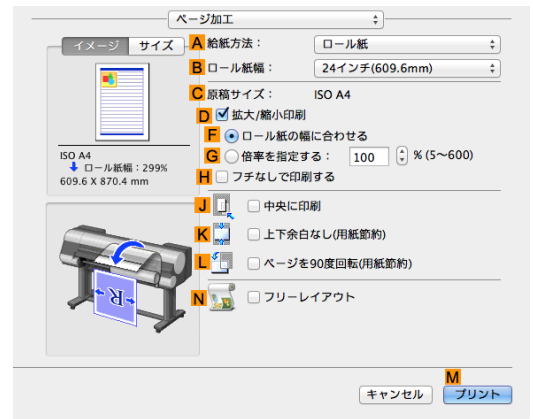 ページ加工
イメージ サイズ
A 給紙方法： ロール紙
B ロール紙幅： 24インチ(609.6mm)
C 原稿サイズ： ISO A4
D 拡大/縮小印刷
F ロール紙の幅に合わせる
G 倍率を指定する： 100 % (5～600)
H フチなしで印刷する
ISO A4
ロール紙幅：299%
609.6 X 870.4 mm
J 中央に印刷
K 上下余白なし(用紙節約)
L ページを90度回転(用紙節約)
R
N フリーレイアウト
M
キャンセル プリント